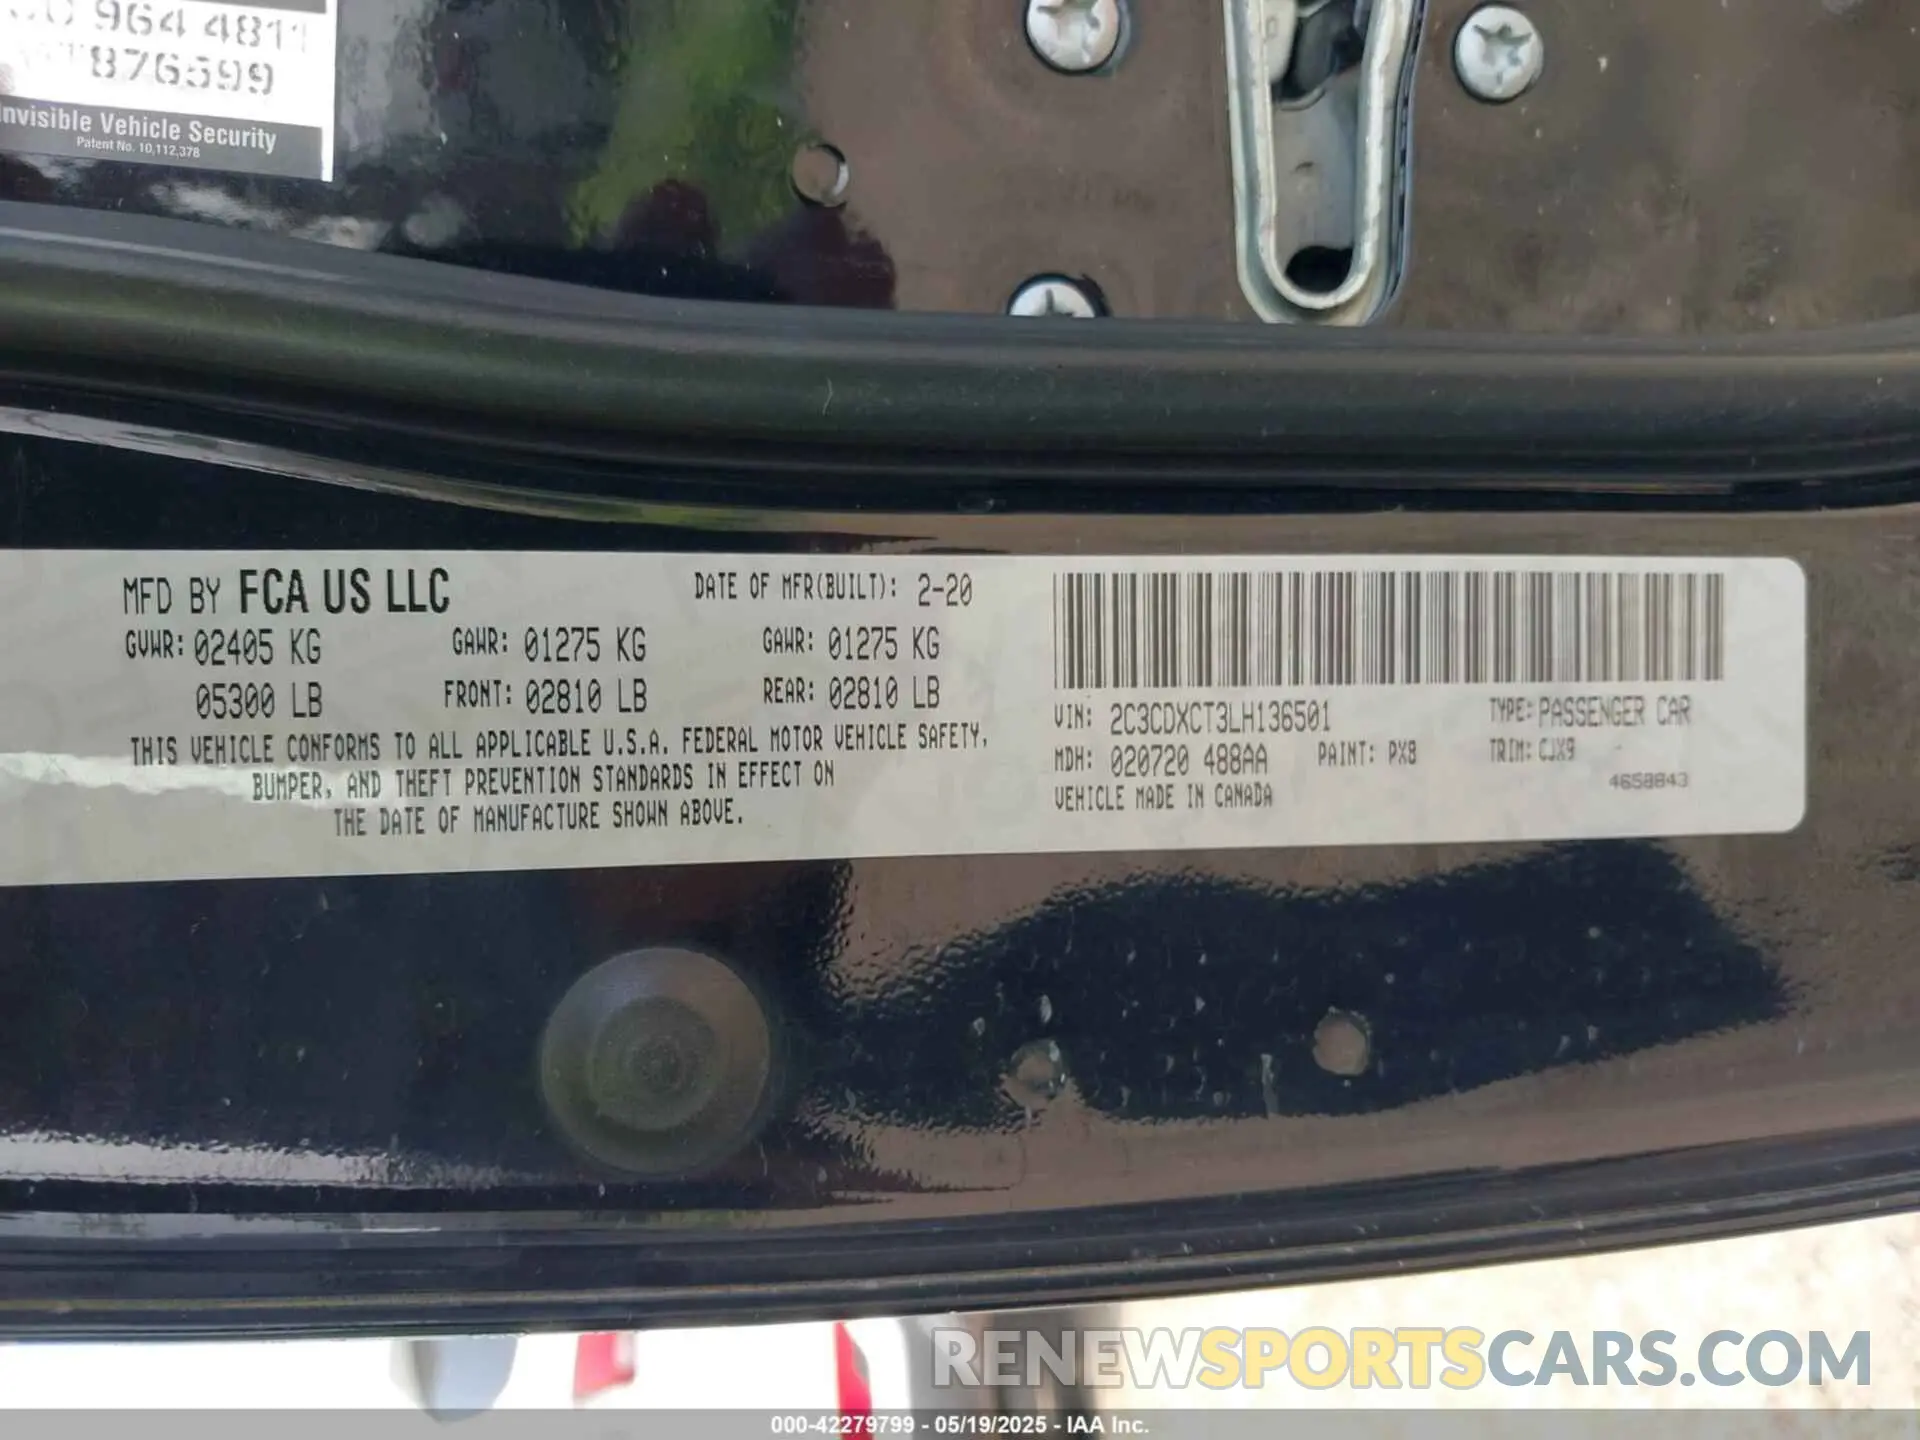 964 4811
876599
Invisible Vehicle Security
Patent No. 10,112,378
MFD BY FCA US LLC
DATE OF MFR(BUILT): 2-20
GVWR: 02405 KG
GAWR: 01275 KG
GAWR: 01275 KG
05300 LB
FRONT: 02810 LB
REAR: 02810 LB
THIS VEHICLE CONFORMS TO ALL APPLICABLE U.S.A. FEDERAL MOTOR VEHICLE SAFETY,
BUMPER, AND THEFT PREVENTION STANDARDS IN EFFECT ON
THE DATE OF MANUFACTURE SHOWN ABOVE.
VIN: 2C3CDXCT3LH136501
TYPE: PASSENGER CAR
MDH: 020720 488AA
PAINT: PX8
TRIM: CJX9
VEHICLE MADE IN CANADA
4658843
RENEWSPORTSCARS.COM
000-42279799 - 05/19/2025 - IAA Inc.